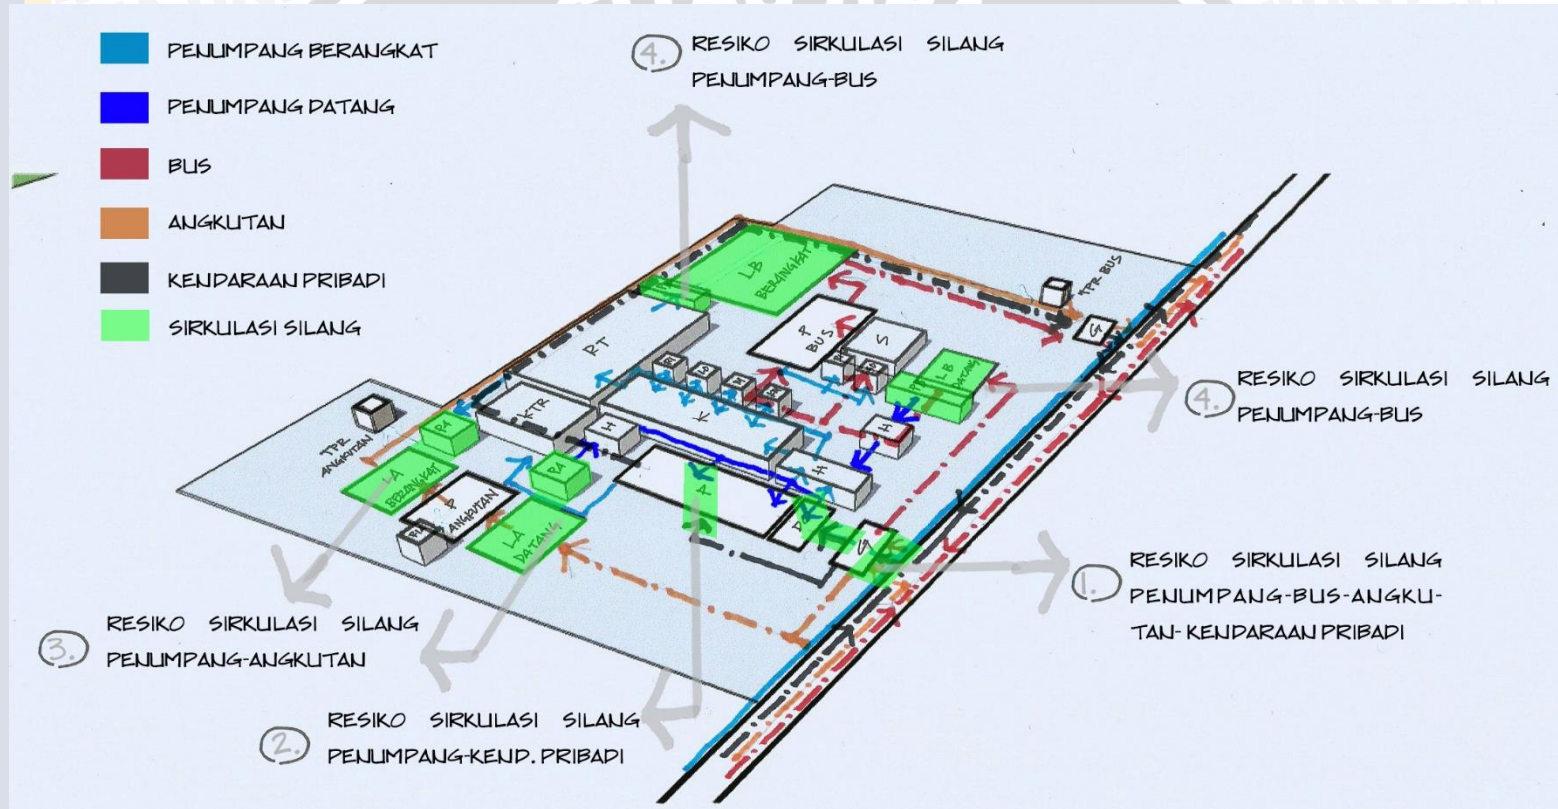 PENUMPANG BERANGKAT
PENUMPANG DATANG
BUS
ANGKUTAN
KENDARAAN PRIBADI
SIRKULASI SILANG
4. RESIKO SIRKULASI SILANG
PENUMPANG-BUS
LB
BERANGKAT
TPR BUS
G
P
BUS
S
RT
LB
DATANG
K
KTR
H
H
H
TPR
ANGKUTAN
LA
BERANGKAT
P
ANGKUTAN
LA
DATANG
P
G
4. RESIKO SIRKULASI SILANG
PENUMPANG-BUS
1. RESIKO SIRKULASI SILANG
PENUMPANG-BUS-ANGKU-
TAN-KENDARAAN PRIBADI
3. RESIKO SIRKULASI SILANG
PENUMPANG-ANGKUTAN
2. RESIKO SIRKULASI SILANG
PENUMPANG-KEND. PRIBADI